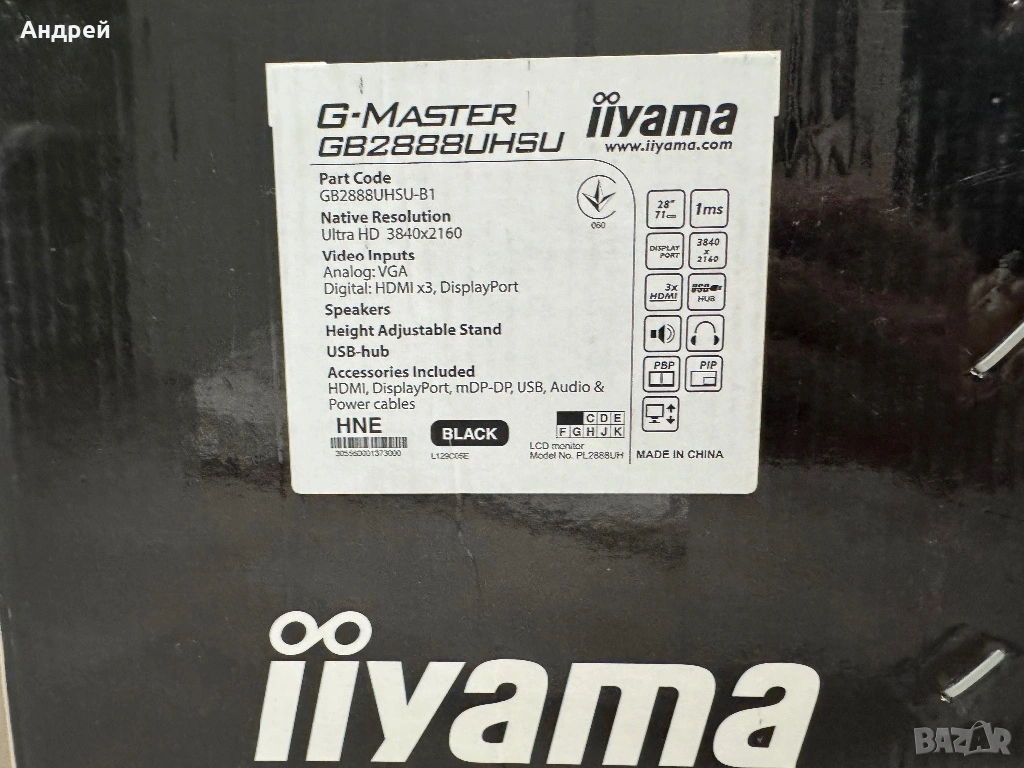 Андрей
G-MASTER
GB2888UHSU
iiyama
www.iiyama.com
Part Code
GB2888UHSU-B1
Native Resolution
Ultra HD 3840x2160
Video Inputs
Analog: VGA
Digital: HDMI x3, DisplayPort
Speakers
Height Adjustable Stand
USB-hub
Accessories Included
HDMI, DisplayPort, mDP-DP, USB, Audio &
Power cables
HNE
BLACK
L129C05E
C D E
F G H J K
LCD monitor
Model No. PL2888UH
060
28"
71cm
1ms
DISPLAY
PORT
3840
x
2160
3x
HDMI
HUB
PBP
PIP
MADE IN CHINA
iiyama
BAZAR